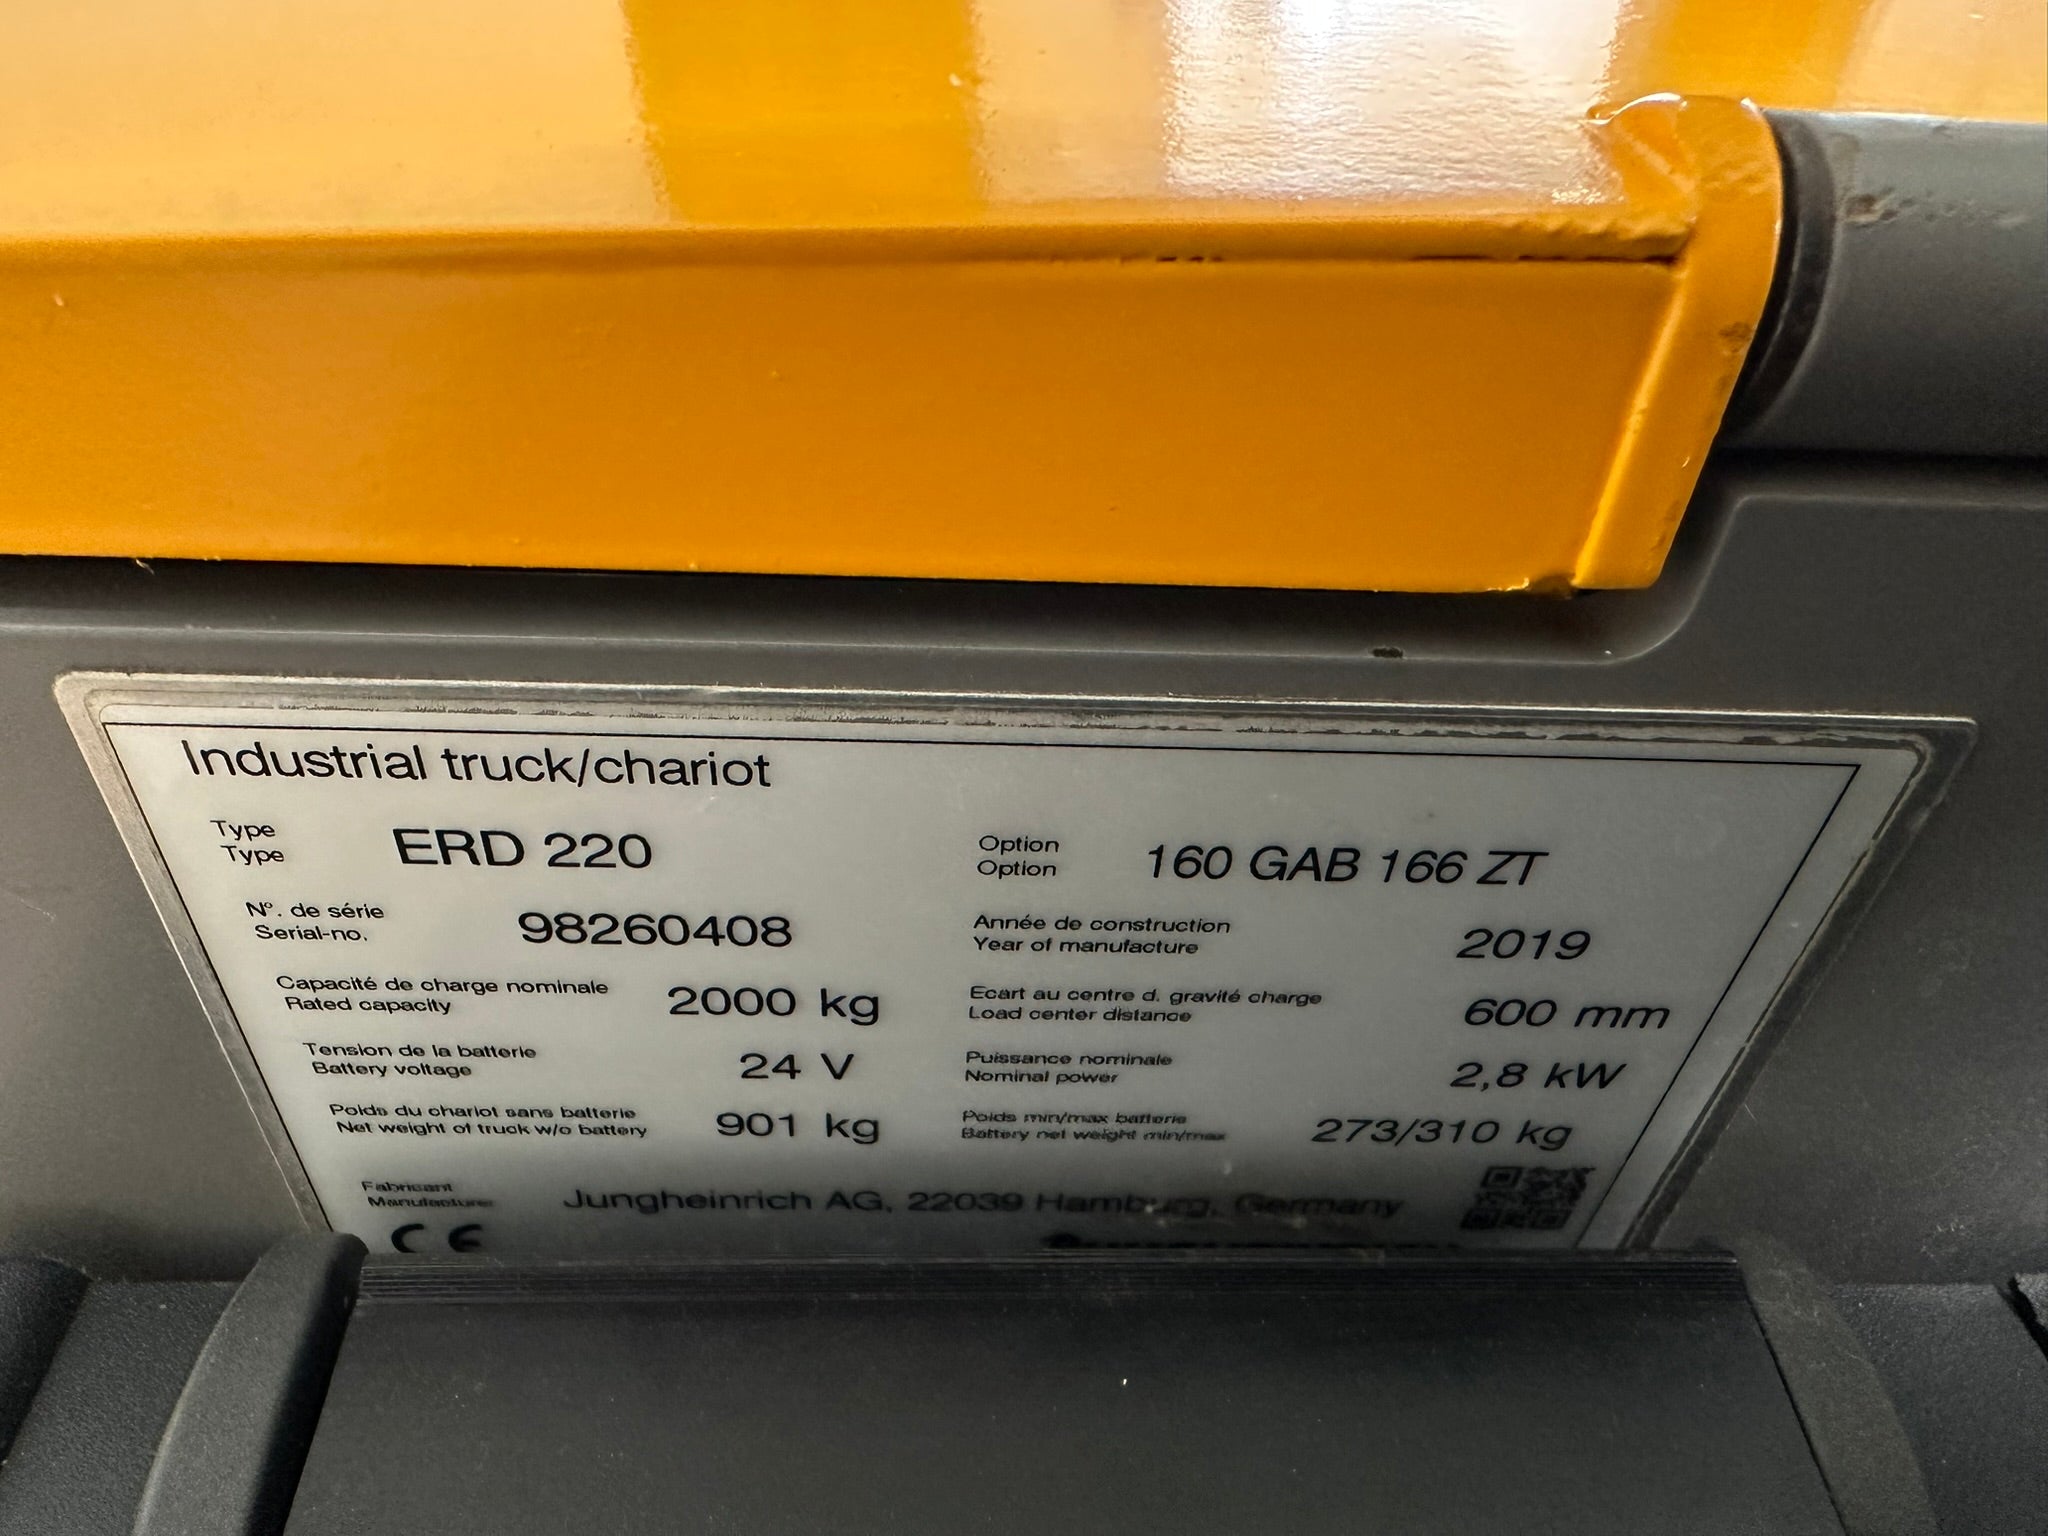 Industrial truck/chariot
Type
Type
ERD 220
Option
Option
160 GAB 166 ZT
N°. de série
Serial-no.
98260408
Année de construction
Year of manufacture
2019
Capacité de charge nominale
Rated capacity
2000 kg
Ecart au centre d. gravité charge
Load center distance
600 mm
Tension de la batterie
Battery voltage
24 V
Puissance nominale
Nominal power
2,8 kW
Poids du chariot sans batterie
Net weight of truck w/o battery
901 kg
Poids min/max batterie
Battery net weight min/max
273/310 kg
Fabricant
Manufacturer
Jungheinrich AG, 22039 Hamburg, Germany
CE